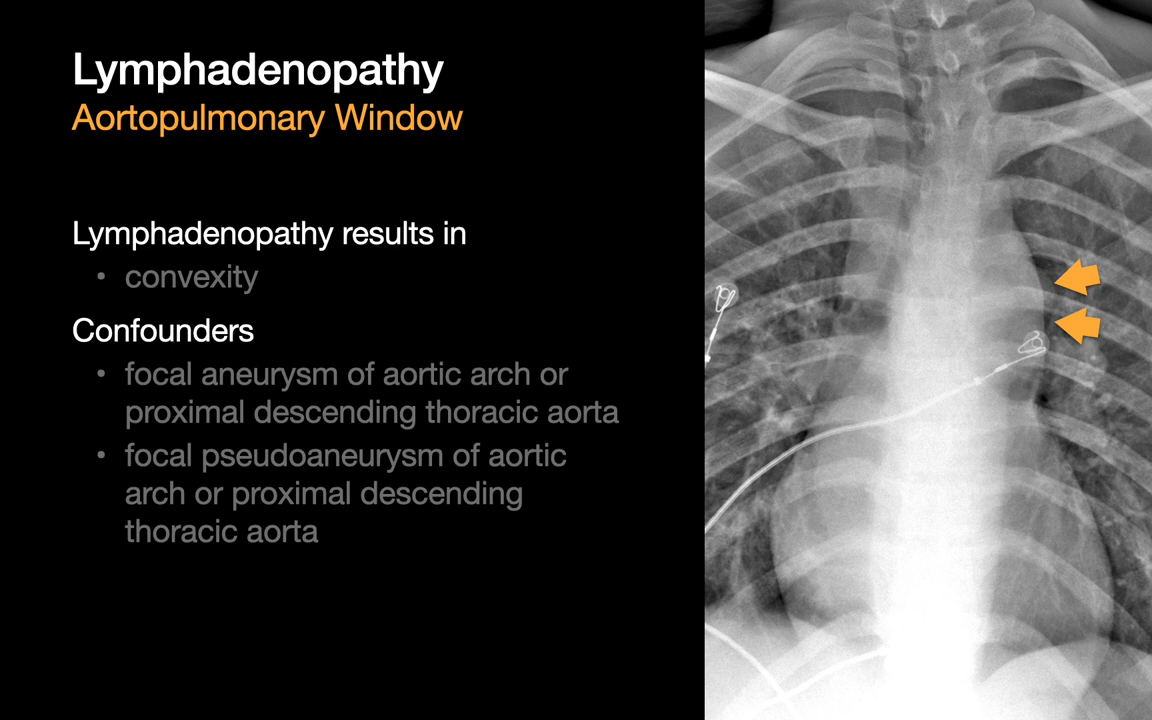 Lymphadenopathy
Aortopulmonary Window
Lymphadenopathy results in
• convexity
Confounders
• focal aneurysm of aortic arch or
proximal descending thoracic aorta
• focal pseudoaneurysm of aortic
arch or proximal descending
thoracic aorta